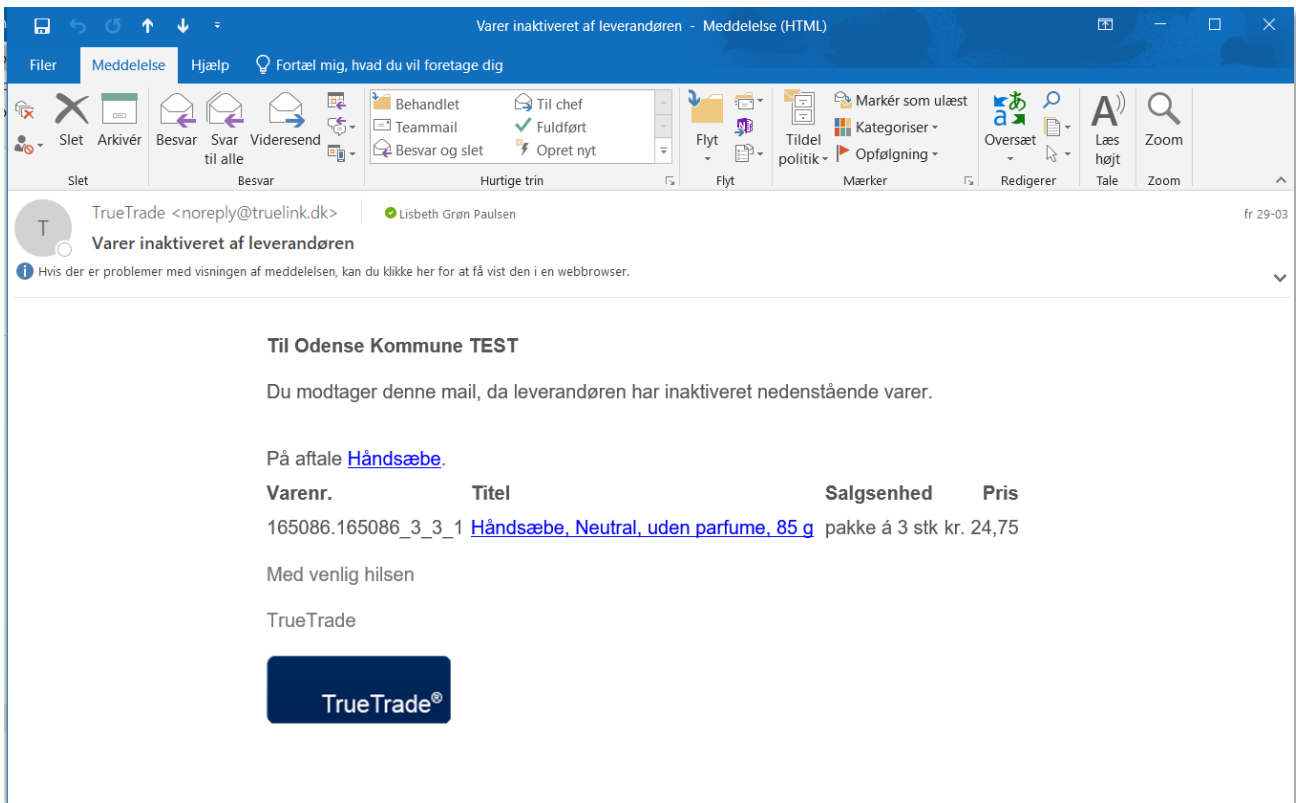 Varer inaktiveret af leverandøren - Meddelelse (HTML)
Filer Meddelelse Hjælp Fortæl mig, hvad du vil foretage dig
Slet Arkivér Besvar Svar til alle Videresend
Behandlet Til chef
Teammail Fuldført
Besvar og slet Opret nyt
Flyt Tildel politik
Markér som ulæst
Kategoriser
Opfølgning
Oversæt Læs højt Zoom
Slet Besvar Hurtige trin Flyt Mærker Redigerer Tale Zoom
T
TrueTrade <noreply@truelink.dk> Lisbeth Grøn Paulsen fr 29-03
Varer inaktiveret af leverandøren
Hvis der er problemer med visningen af meddelelsen, kan du klikke her for at få vist den i en webbrowser.
Til Odense Kommune TEST
Du modtager denne mail, da leverandøren har inaktiveret nedenstående varer.
På aftale Håndsæbe.
Varenr. Titel Salgsenhed Pris
165086.165086_3_3_1 Håndsæbe, Neutral, uden parfume, 85 g pakke á 3 stk kr. 24,75
Med venlig hilsen
TrueTrade
TrueTrade®